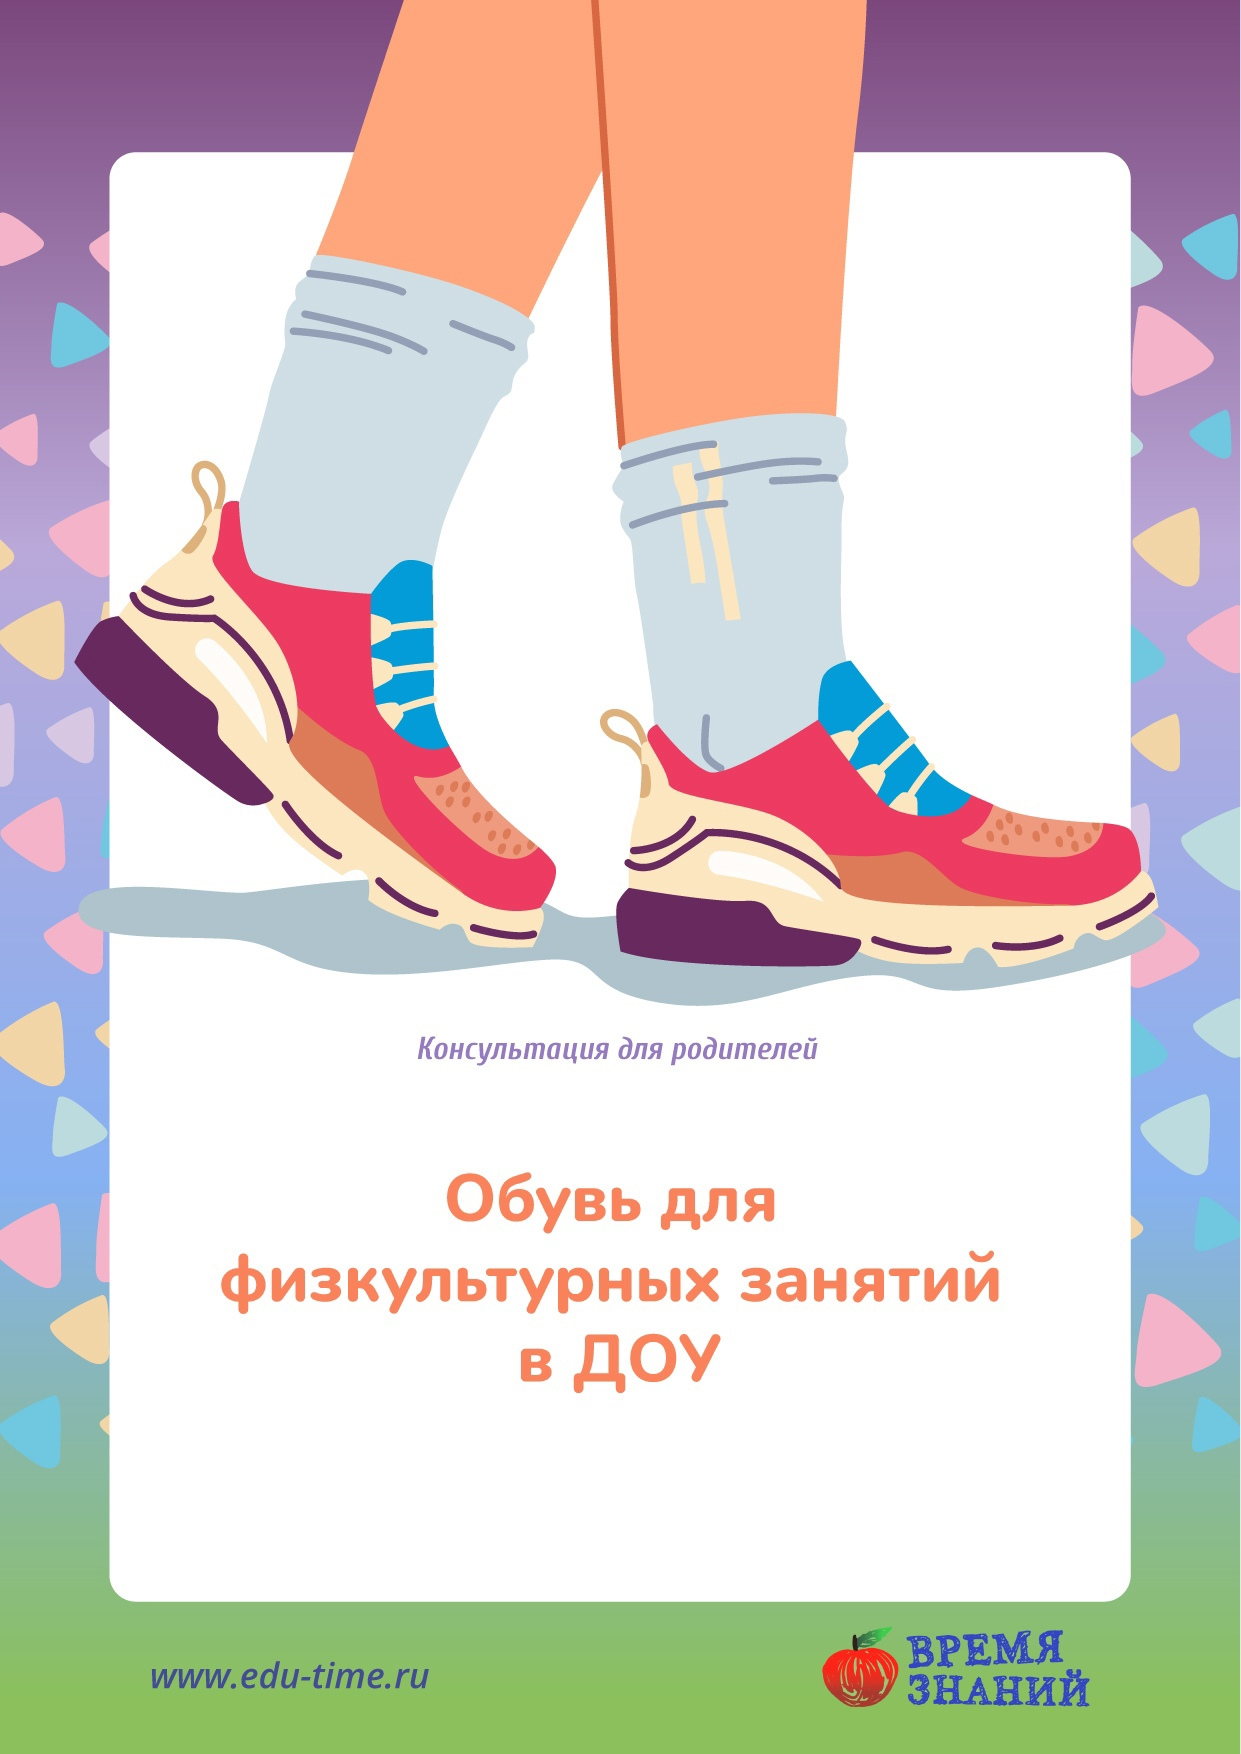 Консультация для родителей
Обувь для
физкультурных занятий
в ДОУ
www.edu-time.ru
ВРЕМЯ
ЗНАНИЙ